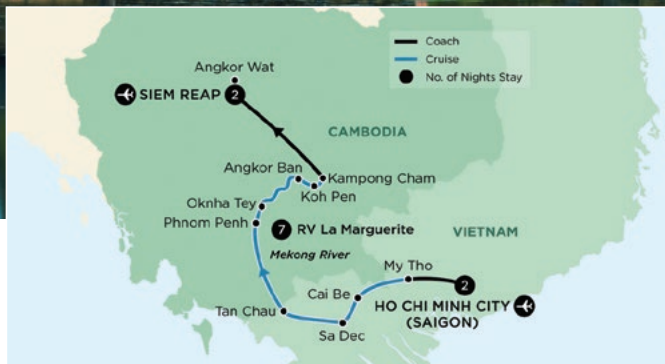 Coach
Cruise
No. of Nights Stay
Angkor Wat
SIEM REAP 2
CAMBODIA
Angkor Ban
Kampong Cham
Koh Pen
Oknha Tey
Phnom Penh
7 RV La Marguerite
Mekong River
VIETNAM
My Tho
Cai Be
2
HO CHI MINH CITY
(SAIGON)
Tan Chau
Sa Dec